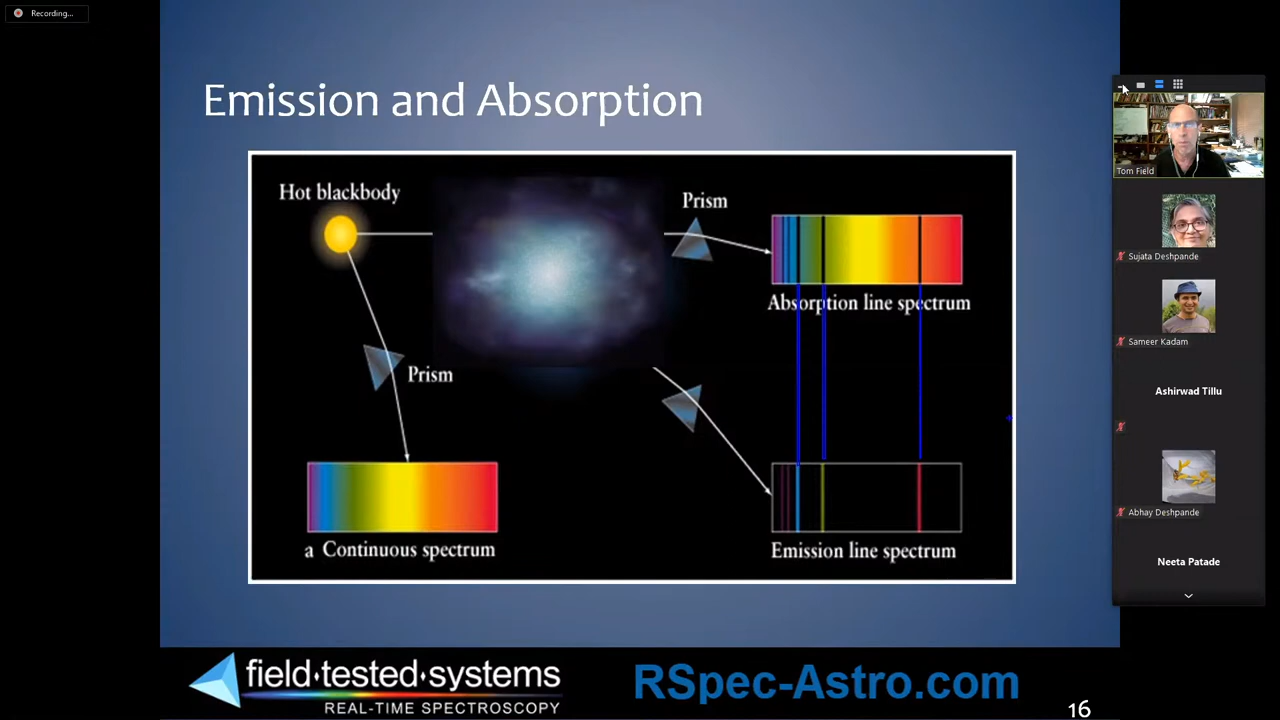 Recording...
Emission and Absorption
Hot blackbody
Prism
Absorption line spectrum
Prism
a Continuous spectrum
Emission line spectrum
field·tested·systems
REAL-TIME SPECTROSCOPY
RSpec-Astro.com
16
Tom Field
Sujata Deshpande
Sameer Kadam
Ashirwad Tillu
Abhay Deshpande
Neeta Patade